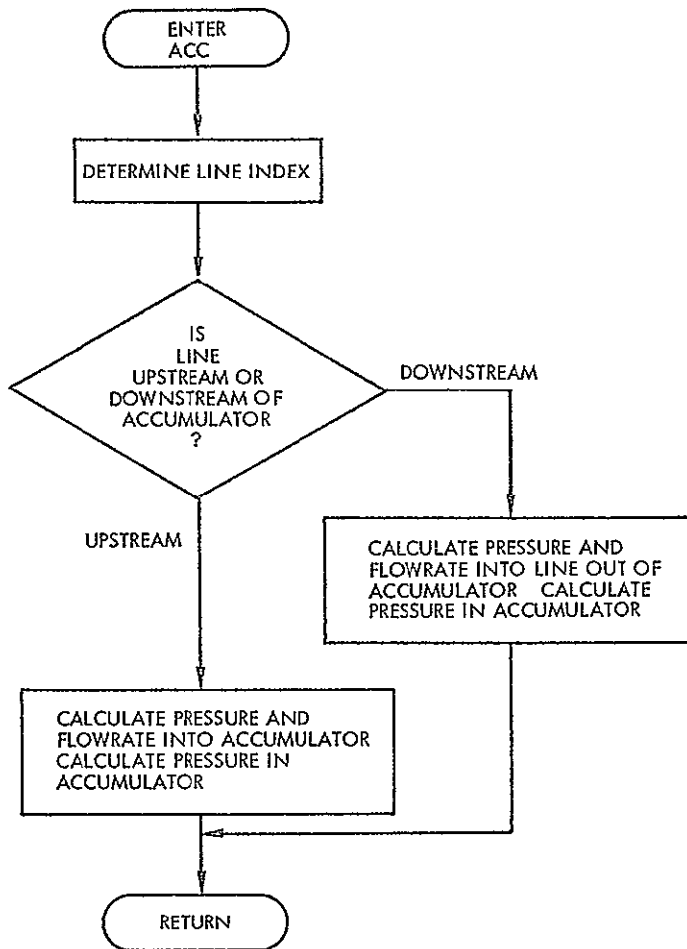 ENTER
ACC
DETERMINE LINE INDEX
IS
LINE
UPSTREAM OR
DOWNSTREAM OF
ACCUMULATOR
?
DOWNSTREAM
UPSTREAM
CALCULATE PRESSURE AND
FLOWRATE INTO LINE OUT OF
ACCUMULATOR CALCULATE
PRESSURE IN ACCUMULATOR
CALCULATE PRESSURE AND
FLOWRATE INTO ACCUMULATOR
CALCULATE PRESSURE IN
ACCUMULATOR
RETURN